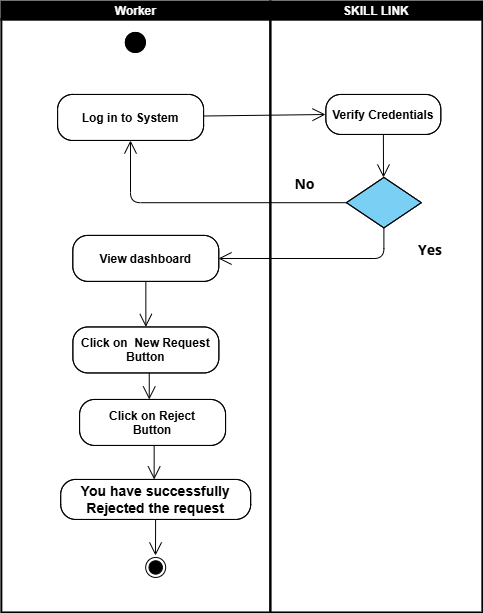 Worker
SKILL LINK
Log in to System
Verify Credentials
No
Yes
View dashboard
Click on New Request
Button
Click on Reject
Button
You have successfully
Rejected the request